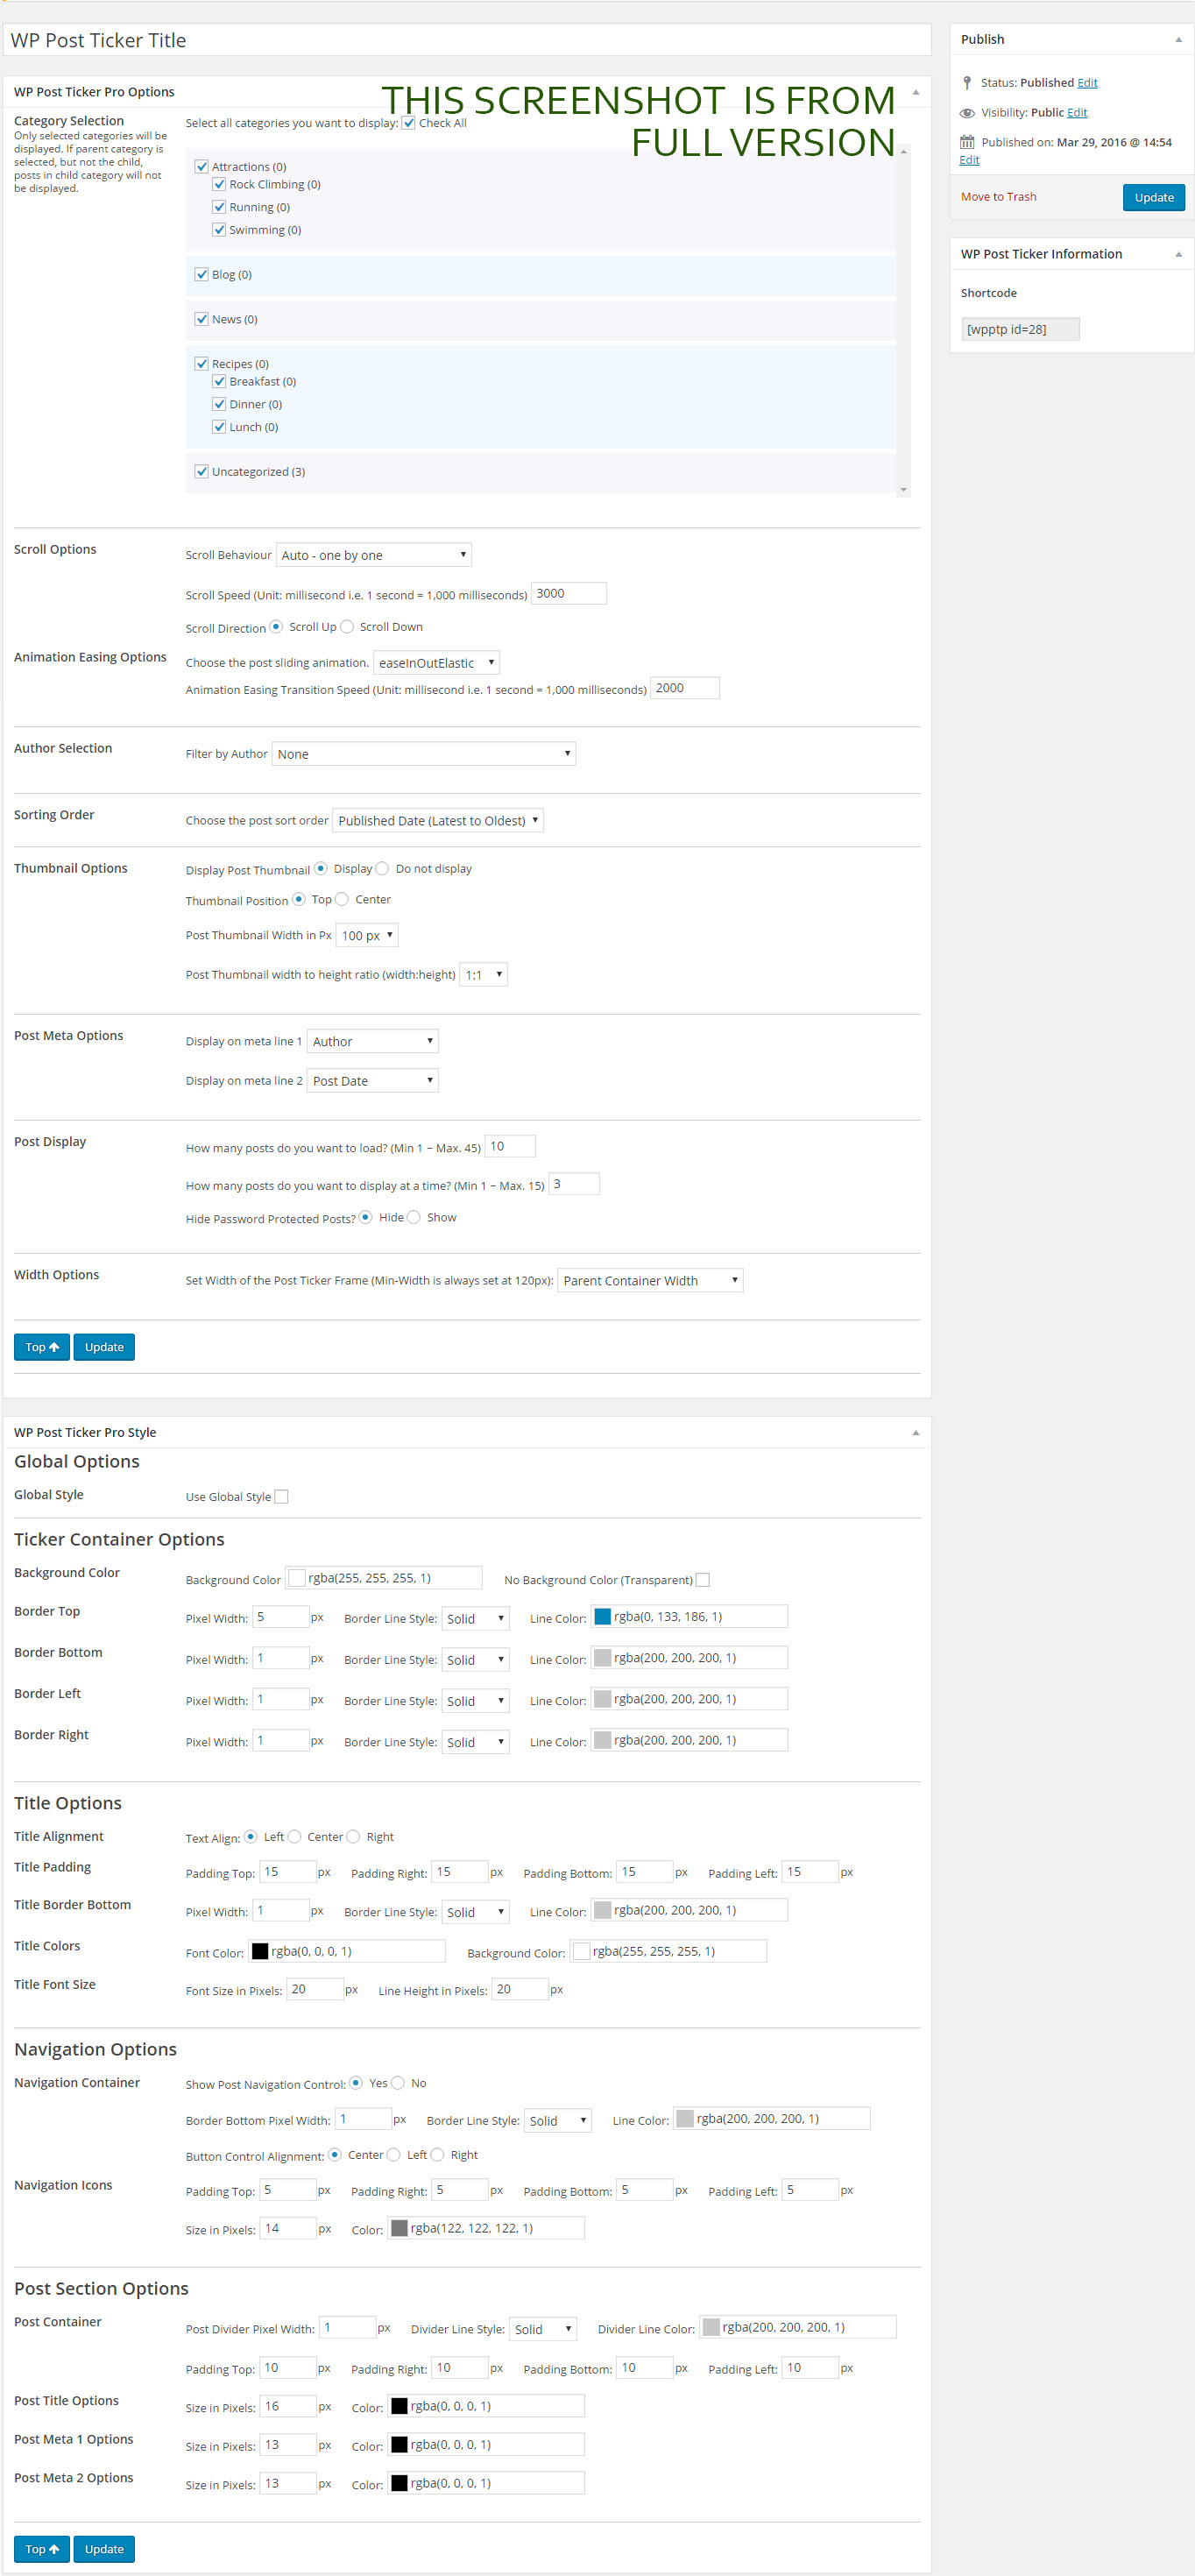 WP Post Ticker Title
WP Post Ticker Pro Options
THIS SCREENSHOT IS FROM
FULL VERSION
Category Selection
Only selected categories will be
displayed. If parent category is
selected, but not the child,
posts in child category will not
be displayed.
Select all categories you want to display: Check All
Attractions (0)
Rock Climbing (0)
Running (0)
Swimming (0)
Blog (0)
News (0)
Recipes (0)
Breakfast (0)
Dinner (0)
Lunch (0)
Uncategorized (3)
Scroll Options
Scroll Behaviour Auto - one by one
Scroll Speed (Unit: millisecond i.e. 1 second = 1,000 milliseconds) 3000
Scroll Direction Scroll Up Scroll Down
Animation Easing Options
Choose the post sliding animation. easeInOutElastic
Animation Easing Transition Speed (Unit: millisecond i.e. 1 second = 1,000 milliseconds) 2000
Author Selection
Filter by Author None
Sorting Order
Choose the post sort order Published Date (Latest to Oldest)
Thumbnail Options
Display Post Thumbnail Display Do not display
Thumbnail Position Top Center
Post Thumbnail Width in Px 100 px
Post Thumbnail width to height ratio (width:height) 1:1
Post Meta Options
Display on meta line 1 Author
Display on meta line 2 Post Date
Post Display
How many posts do you want to load? (Min 1 – Max. 45) 10
How many posts do you want to display at a time? (Min 1 – Max. 15) 3
Hide Password Protected Posts? Hide Show
Width Options
Set Width of the Post Ticker Frame (Min-Width is always set at 120px): Parent Container Width
Top Update
WP Post Ticker Pro Style
Global Options
Global Style
Use Global Style
Ticker Container Options
Background Color
Background Color rgba(255, 255, 255, 1) No Background Color (Transparent)
Border Top
Pixel Width: 5 px Border Line Style: Solid Line Color: rgba(0, 133, 186, 1)
Border Bottom
Pixel Width: 1 px Border Line Style: Solid Line Color: rgba(200, 200, 200, 1)
Border Left
Pixel Width: 1 px Border Line Style: Solid Line Color: rgba(200, 200, 200, 1)
Border Right
Pixel Width: 1 px Border Line Style: Solid Line Color: rgba(200, 200, 200, 1)
Title Options
Title Alignment
Text Align: Left Center Right
Title Padding
Padding Top: 15 px Padding Right: 15 px Padding Bottom: 15 px Padding Left: 15 px
Title Border Bottom
Pixel Width: 1 px Border Line Style: Solid Line Color: rgba(200, 200, 200, 1)
Title Colors
Font Color: rgba(0, 0, 0, 1) Background Color: rgba(255, 255, 255, 1)
Title Font Size
Font Size in Pixels: 20 px Line Height in Pixels: 20 px
Navigation Options
Navigation Container
Show Post Navigation Control: Yes No
Border Bottom Pixel Width: 1 px Border Line Style: Solid Line Color: rgba(200, 200, 200, 1)
Button Control Alignment: Center Left Right
Navigation Icons
Padding Top: 5 px Padding Right: 5 px Padding Bottom: 5 px Padding Left: 5 px
Size in Pixels: 14 px Color: rgba(122, 122, 122, 1)
Post Section Options
Post Container
Post Divider Pixel Width: 1 px Divider Line Style: Solid Divider Line Color: rgba(200, 200, 200, 1)
Padding Top: 10 px Padding Right: 10 px Padding Bottom: 10 px Padding Left: 10 px
Post Title Options
Size in Pixels: 16 px Color: rgba(0, 0, 0, 1)
Post Meta 1 Options
Size in Pixels: 13 px Color: rgba(0, 0, 0, 1)
Post Meta 2 Options
Size in Pixels: 13 px Color: rgba(0, 0, 0, 1)
Top Update
Publish
Status: Published Edit
Visibility: Public Edit
Published on: Mar 29, 2016 @ 14:54
Edit
Move to Trash Update
WP Post Ticker Information
Shortcode
[wpptp id=28]